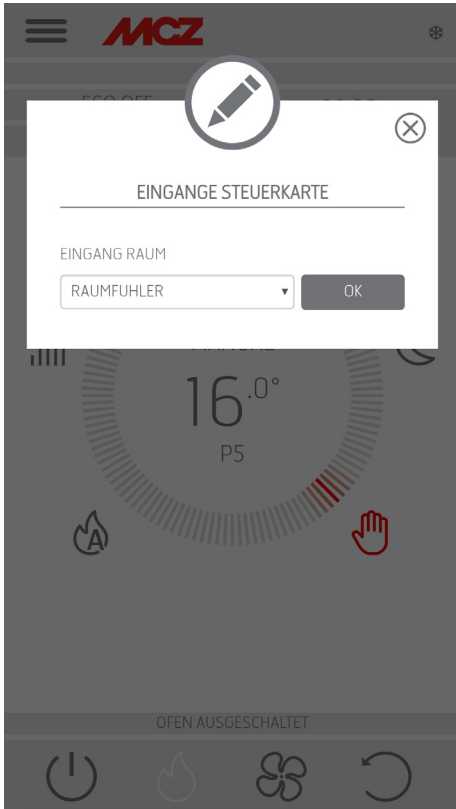 MCZ
EINGANGE STEUERKARTE
EINGANG RAUM
RAUMFUHLER
OK
16.0°
P5
A
OFEN AUSGESCHALTET